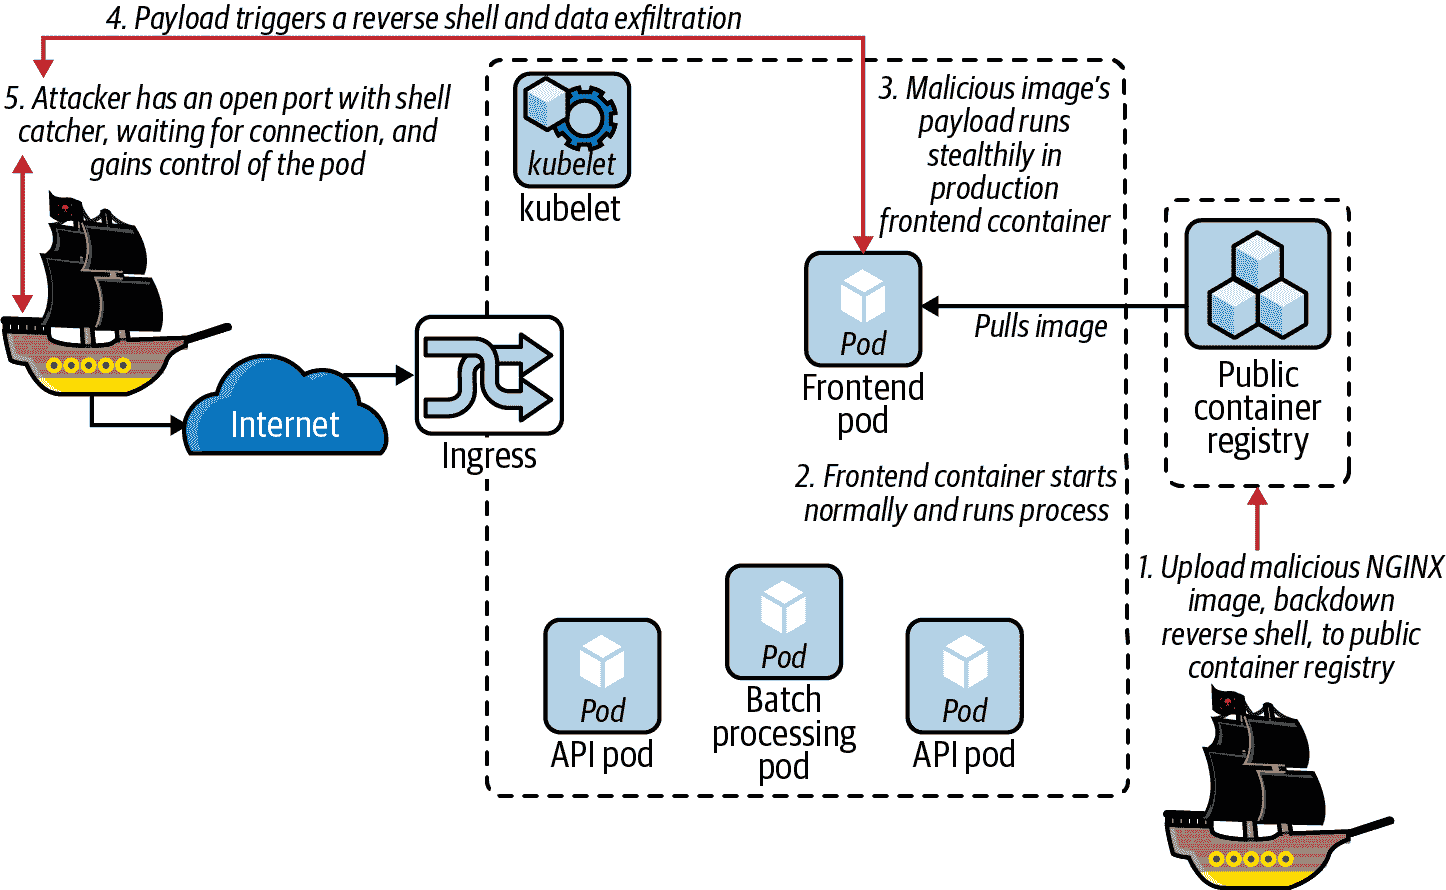 4. Payload triggers a reverse shell and data exfiltration
5. Attacker has an open port with shell
catcher, waiting for connection, and
gains control of the pod
kubelet
kubelet
3. Malicious image's
payload runs
stealthily in
production
frontend ccontainer
Pod
Frontend
pod
Pulls image
Public
container
registry
Internet
Ingress
2. Frontend container starts
normally and runs process
1. Upload malicious NGINX
image, backdown
reverse shell, to public
container registry
Pod
API pod
Pod
Batch
processing
pod
Pod
API pod